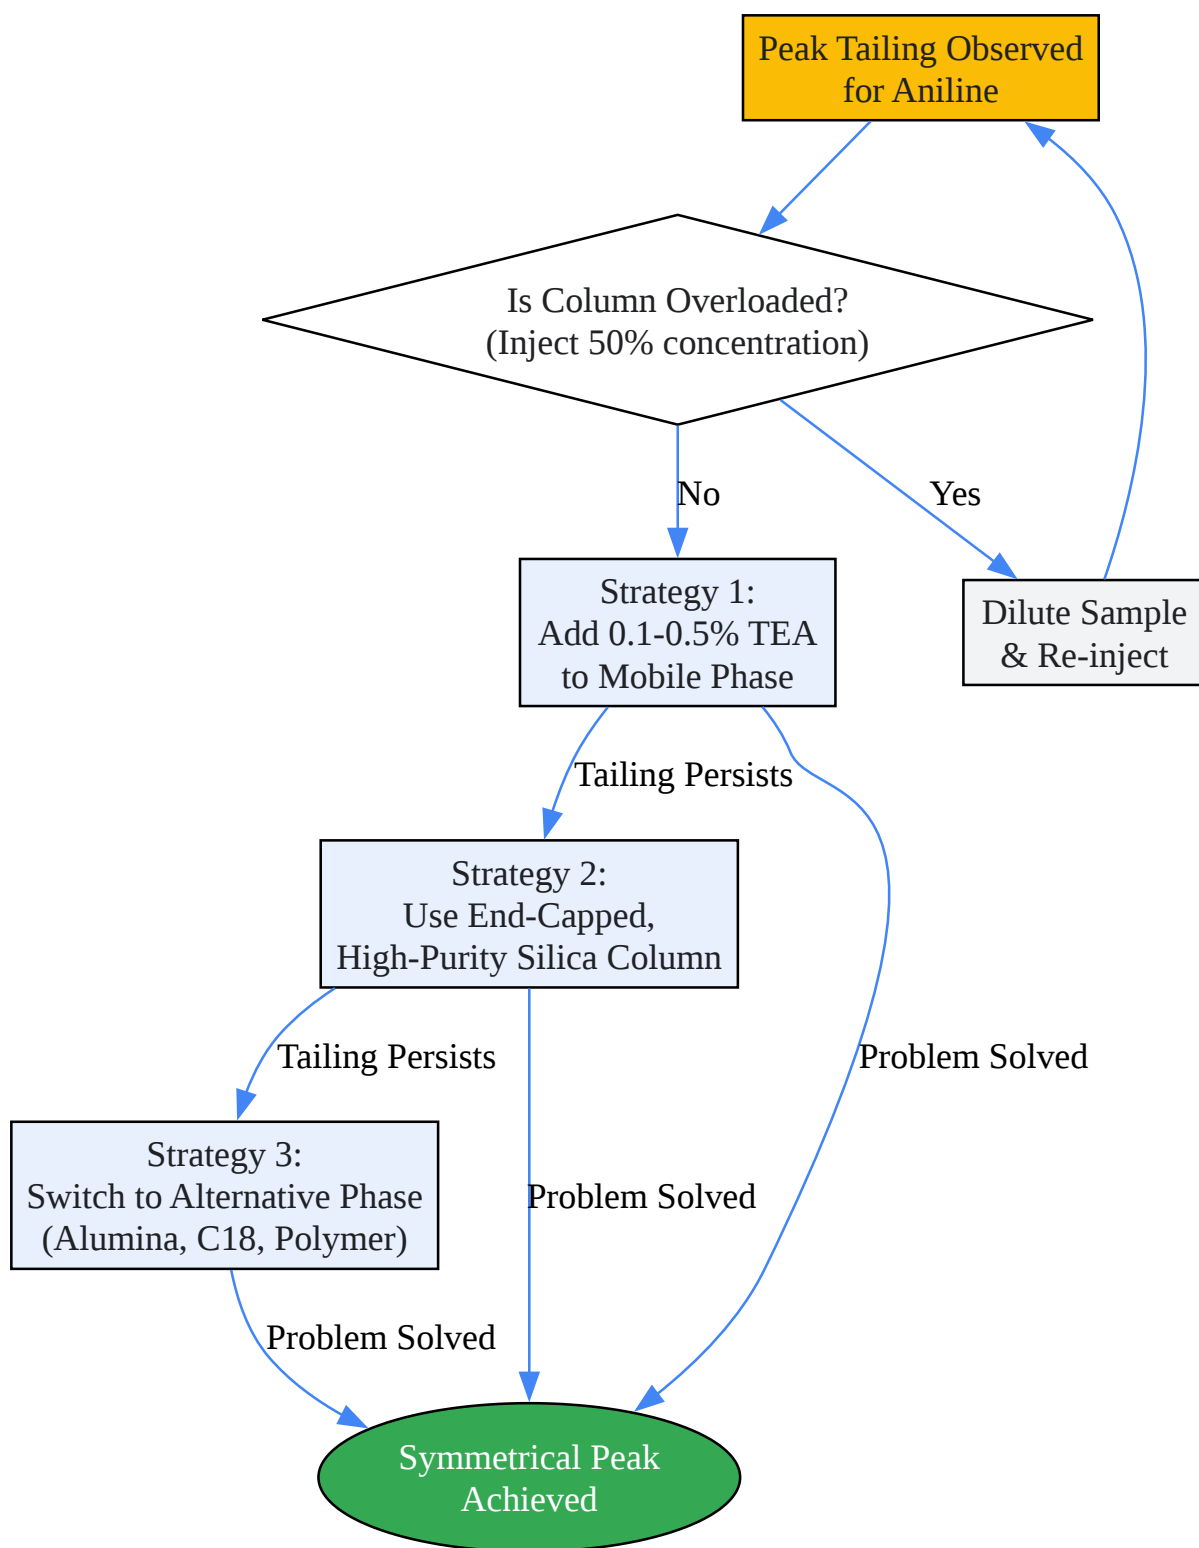 Peak Tailing Observed
for Aniline
Is Column Overloaded?
(Inject 50% concentration)
No
Yes
Strategy 1:
Add 0.1-0.5% TEA
to Mobile Phase
Dilute Sample
& Re-inject
Tailing Persists
Strategy 2:
Use End-Capped,
High-Purity Silica Column
Tailing Persists
Problem Solved
Strategy 3:
Switch to Alternative Phase
(Alumina, C18, Polymer)
Problem Solved
Problem Solved
Symmetrical Peak
Achieved